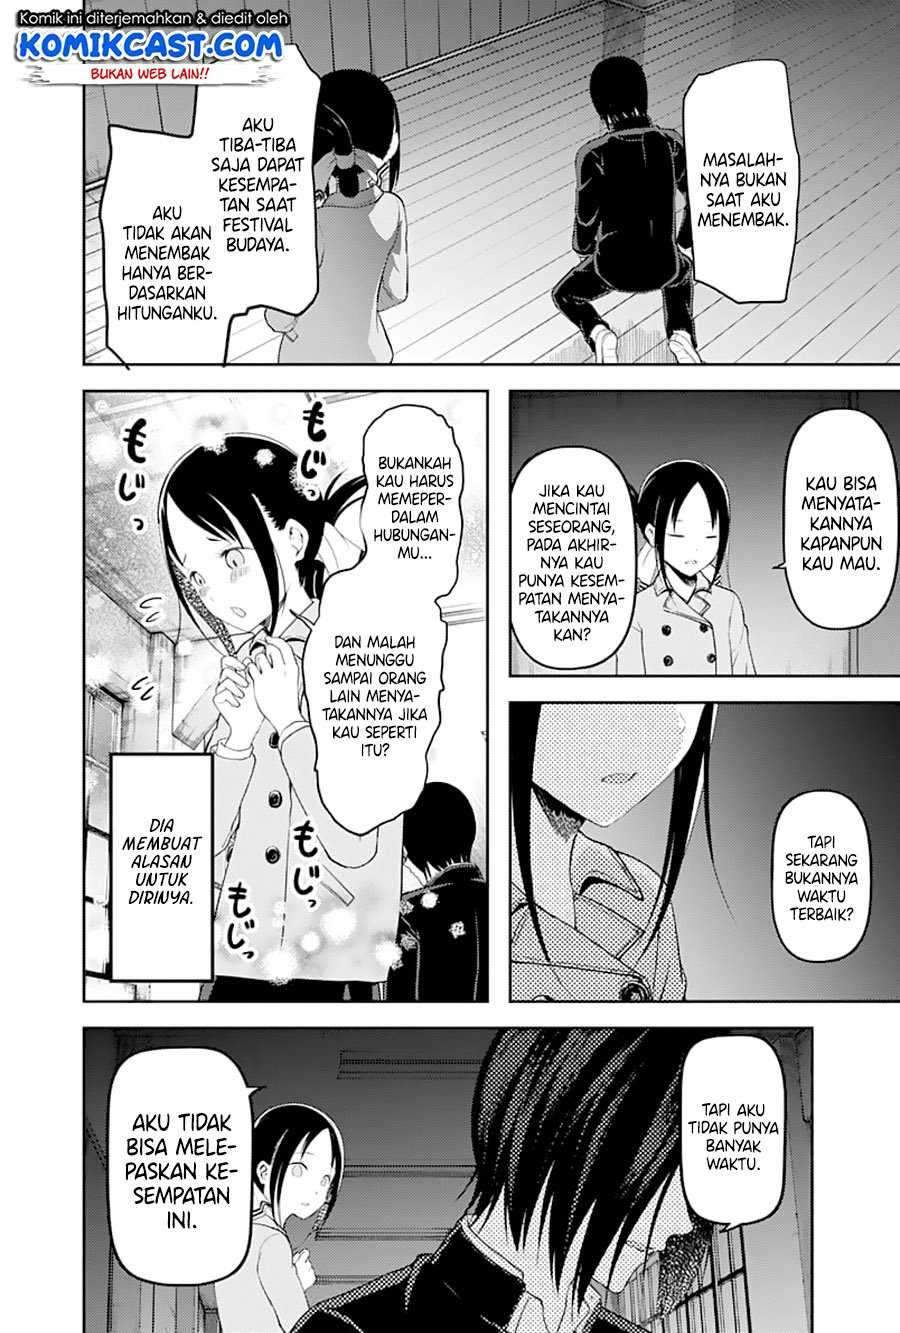 Komik ini diterjemahkan & diedit oleh
KOMIKCAST.COM
BUKAN WEB LAIN!!
MASALAH-
NYA BUKAN
SAAT AKU
MENEMBAK.
AKU
TIBA-TIBA
SAJA DAPAT
KESEMPA-
TAN SAAT
FESTIVAL
BUDAYA.
AKU
TIDAK AKAN
MENEMBAK
HANYA BER-
DASARKAN
HITUNGANKU.
KAU BISA
MENYATA-
KANNYA
KAPANPUN
KAU MAU.
JIKA KAU
MENCINTAI
SESEORANG,
PADA AKHIR-
NYA KAU
PUNYA KESEM-
PATAN MENYA-
TAKANNYA
KAN?
TAPI
SEKARANG
BUKANNYA
WAKTU
TERBAIK?
BUKANKAH
KAU HARUS
MEMEPER-
DALAM
HUBUNGAN-
MU...
DAN MALAH
MENUNGGU
SAMPAI ORANG
LAIN MENYA-
TAKANNYA JIKA
KAU SEPERTI
ITU?
もじっ
もじっ
もじっ
もじっ
DIA
MEMBUAT
ALASAN
UNTUK
DIRINYA.
TAPI AKU
TIDAK PUNYA
BANYAK
WAKTU.
AKU TIDAK
BISA MELE-
PASKAN KE-
SEMPATAN
INI.